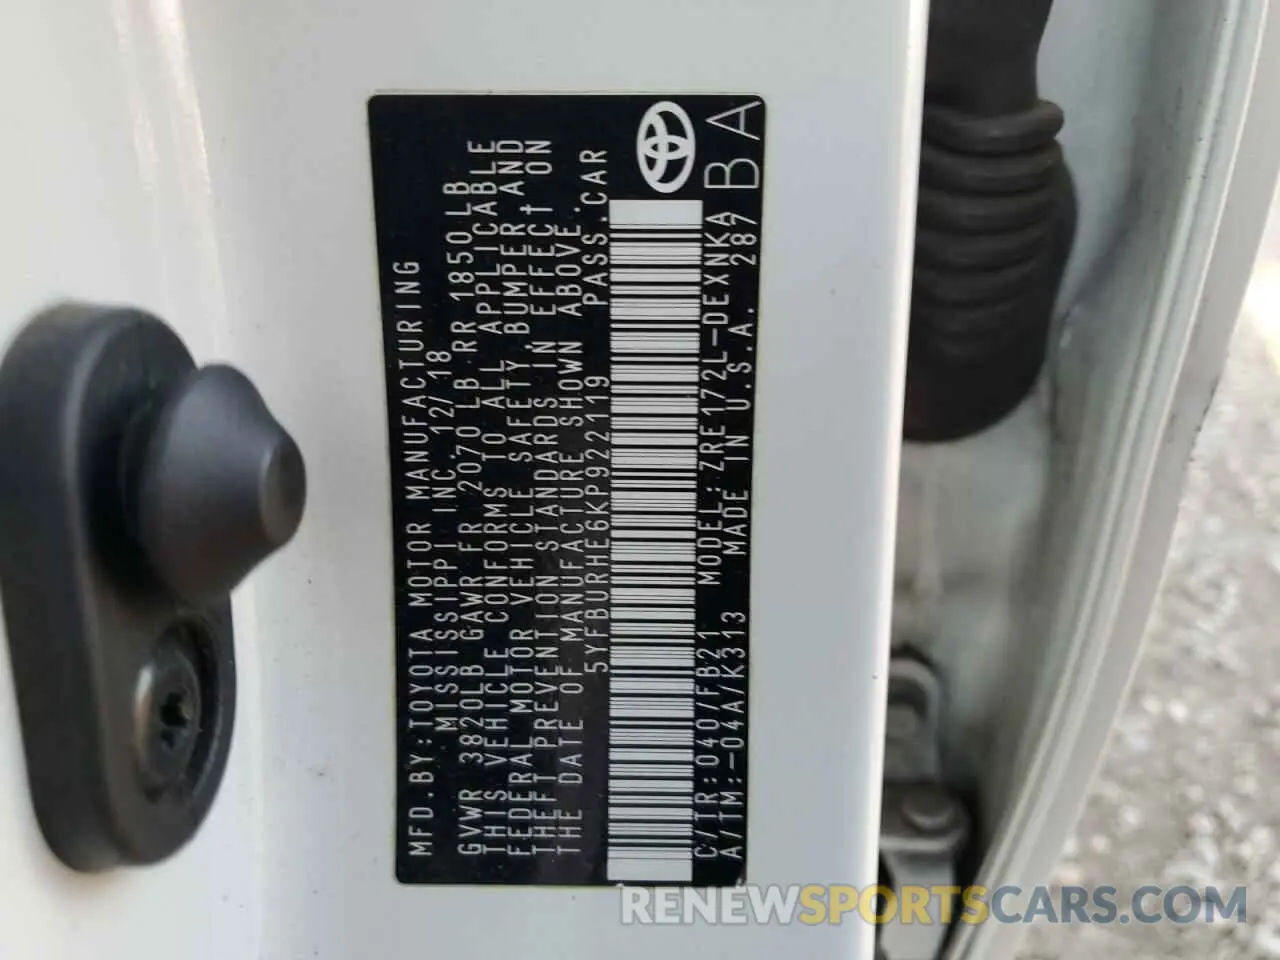 MFD.BY:TOYOTA MOTOR MANUFACTURING
MISSISSIPPI INC. 12/18
GVWR 3820LB GAWR FR 2070LB RR 1850LB
THIS VEHICLE CONFORMS TO ALL APPLICABLE
FEDERAL MOTOR VEHICLE SAFETY, BUMPER, AND
THEFT PREVENTION STANDARDS IN EFFECT ON
THE DATE OF MANUFACTURE SHOWN ABOVE.
5YFBURHE6KP922119 PASS.CAR
C/TR:040/FB21 MODEL:ZRE172L-DEXNKA
A/TM:-04A/K313 MADE IN U.S.A. 287
BA
RENEWSPORTSCARS.COM